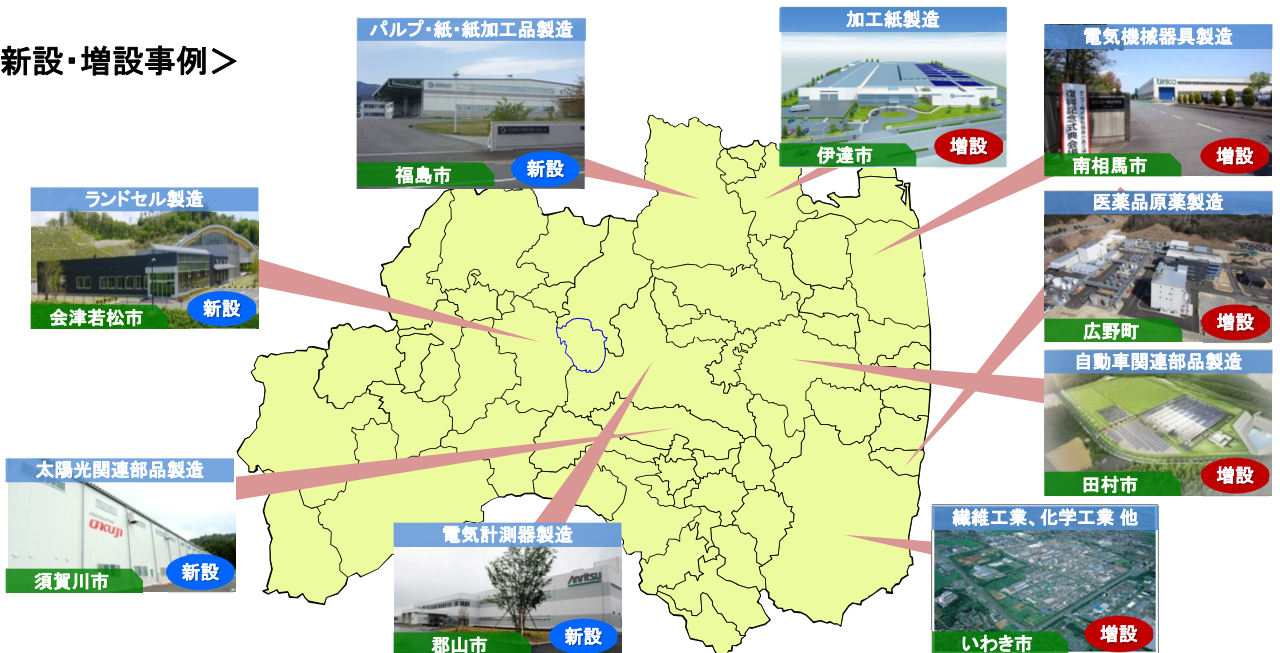 新設・増設事例＞
パルプ・紙・紙加工品製造
福島市
新設
加工紙製造
伊達市
増設
電気機械器具製造
tanico
南相馬市
増設
ランドセル製造
会津若松市
新設
医薬品原薬製造
広野町
増設
自動車関連部品製造
田村市
増設
太陽光関連部品製造
O'KUJI
須賀川市
新設
電気計測器製造
Anritsu
郡山市
新設
繊維工業、化学工業 他
いわき市
増設